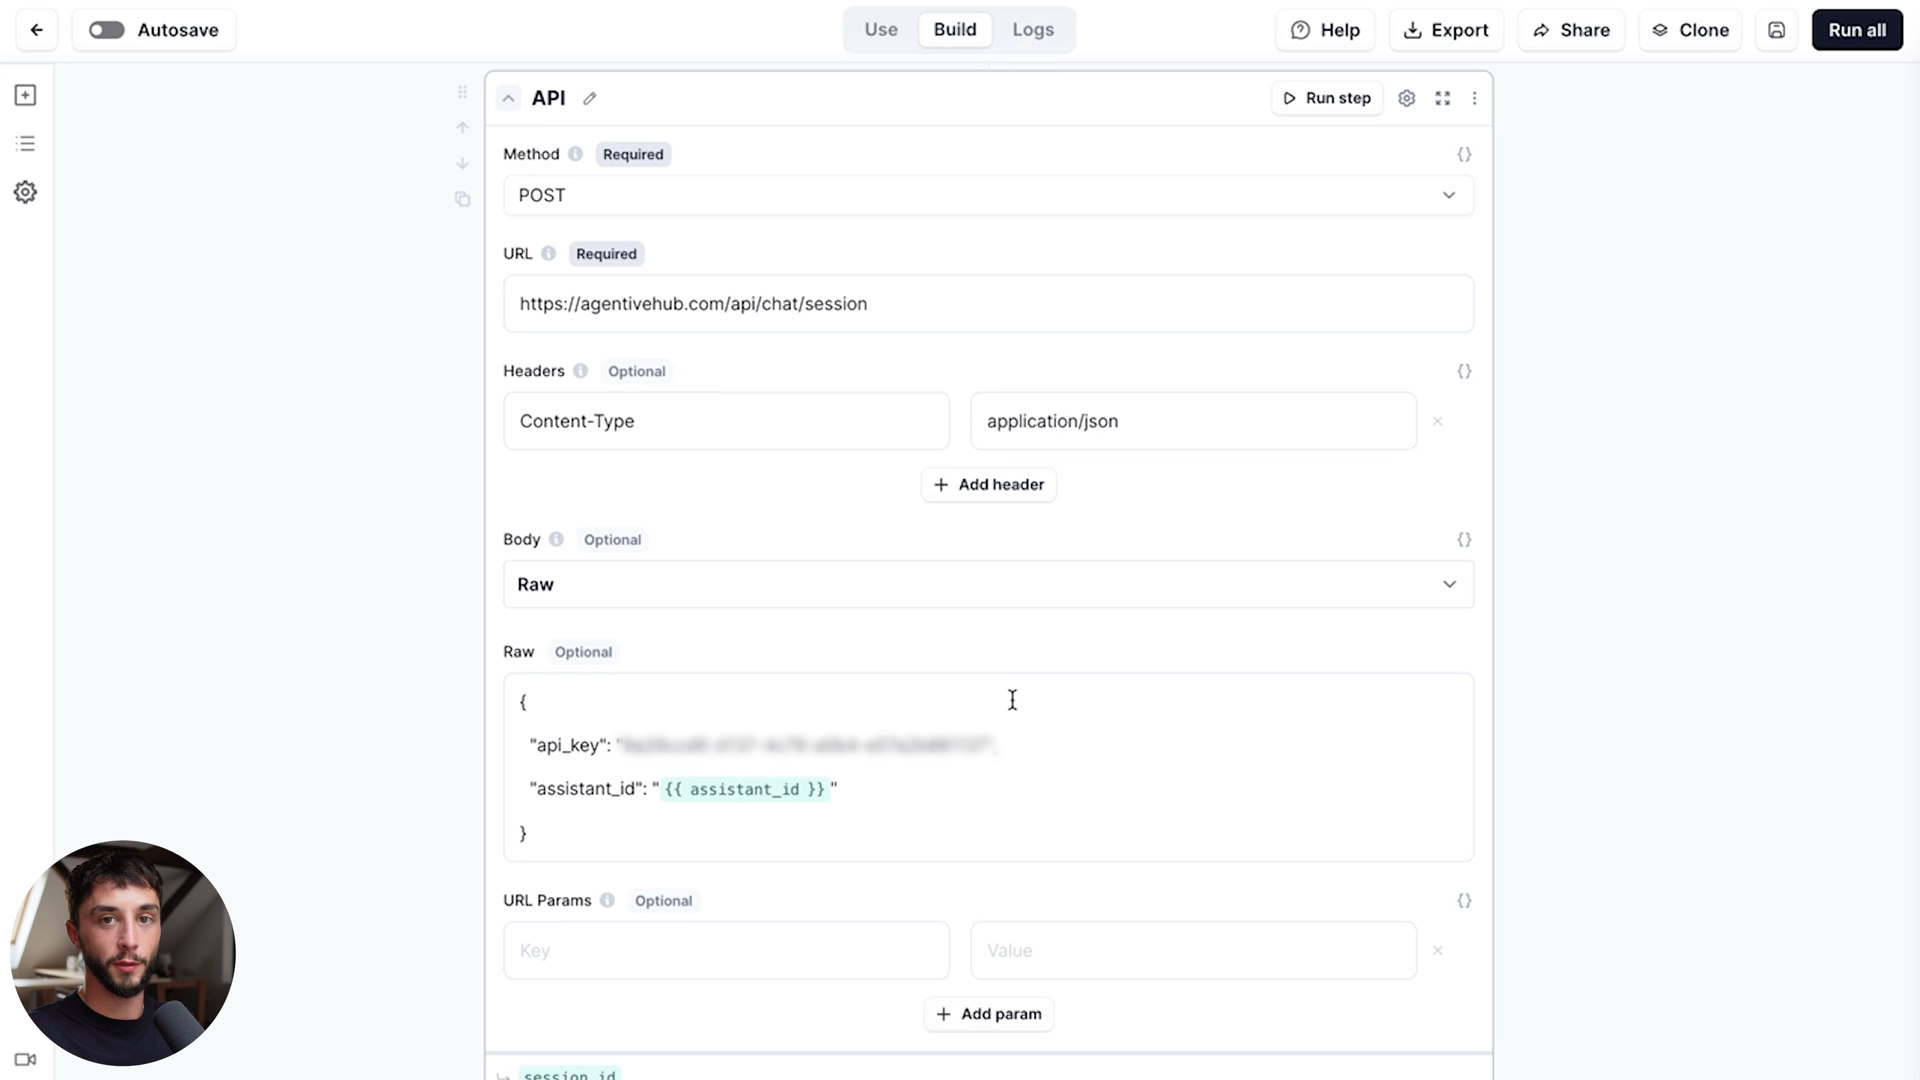 Autosave
Use
Build
Logs
Help
Export
Share
Clone
Run all
API
Run step
Method
Required
{}
POST
URL
Required
https://agentivehub.com/api/chat/session
Headers
Optional
{}
Content-Type
application/json
Add header
Body
Optional
{}
Raw
Raw
Optional
{
"api_key": "
"assistant_id": "{{ assistant_id }}"
}
URL Params
Optional
{}
Key
Value
Add param
session_id